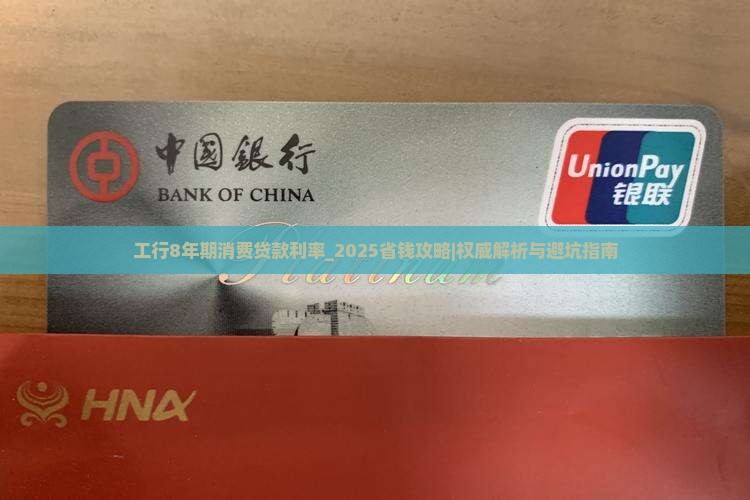 中國銀行
BANK OF CHINA
UnionPay
银联
工行8年期消费贷款利率_2025省钱攻略|权威解析与避坑指南
Platinum
HNA